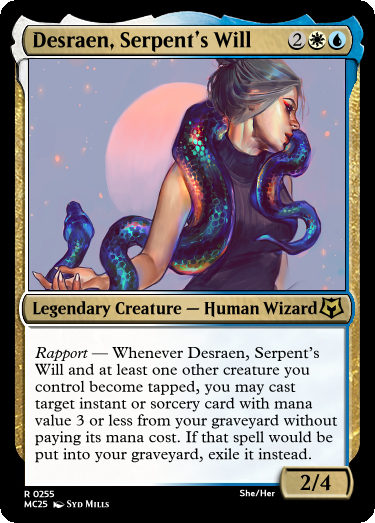 Desraen, Serpent's Will 2
Legendary Creature — Human Wizard
Rapport — Whenever Desraen, Serpent's
Will and at least one other creature you
control become tapped, you may cast
target instant or sorcery card with mana
value 3 or less from your graveyard without
paying its mana cost. If that spell would be
put into your graveyard, exile it instead.
2/4
R 0255 She/Her
MC25 Syd Mills